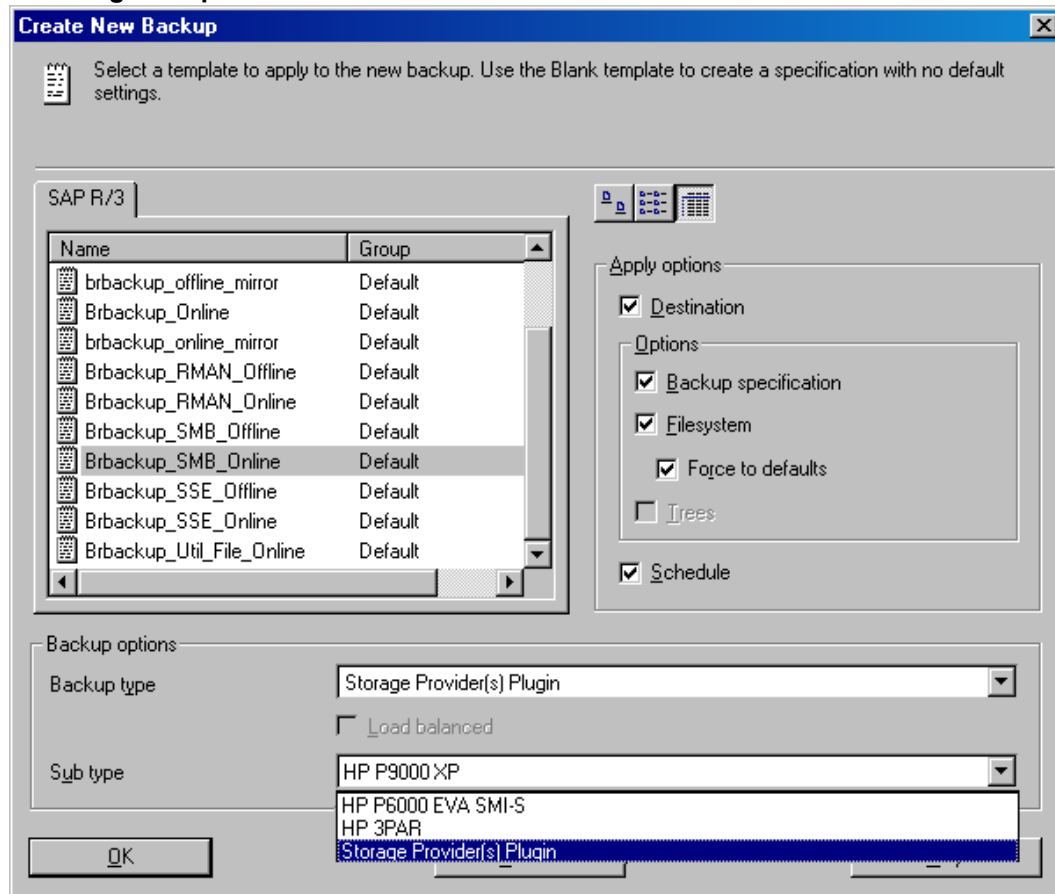 Create New Backup
Select a template to apply to the new backup. Use the Blank template to create a specification with no default
settings.
SAP R/3
Name Group
brbackup_offline_mirror Default
Brbackup_Online Default
brbackup_online_mirror Default
Brbackup_RMAN_Offline Default
Brbackup_RMAN_Online Default
Brbackup_SMB_Offline Default
Brbackup_SMB_Online Default
Brbackup_SSE_Offline Default
Brbackup_SSE_Online Default
Brbackup_Util_File_Online Default
Apply options
Destination
Options
Backup specification
Filesystem
Force to defaults
Trees
Schedule
Backup options
Backup type Storage Provider(s) Plugin
Load balanced
Sub type HP P9000 XP
HP P6000 EVA SMI-S
HP 3PAR
Storage Provider(s) Plugin
OK